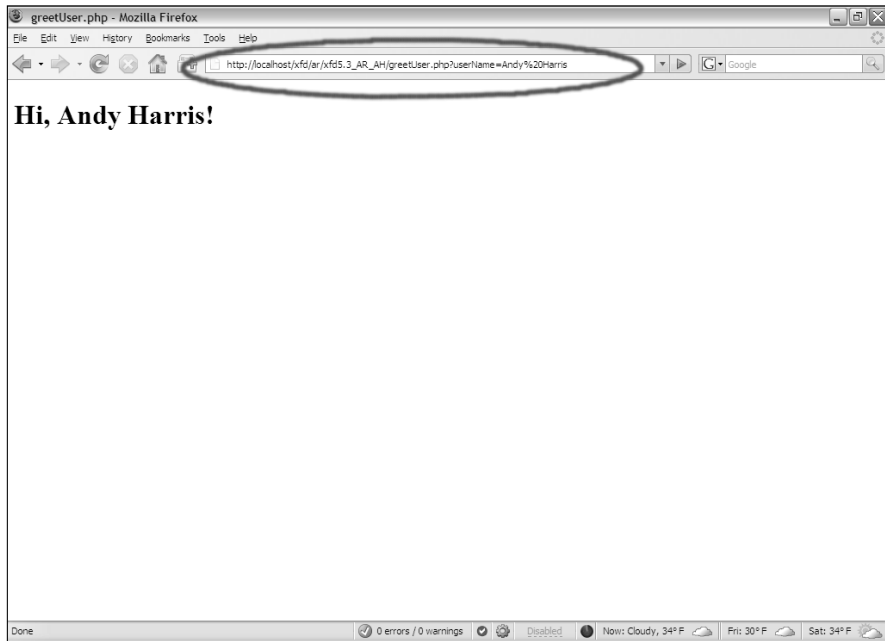 greetUser.php - Mozilla Firefox
File Edit View History Bookmarks Tools Help
http://localhost/xfd/ar/xfd5.3_AR_AH/greetUser.php?userName=Andy%20Harris
G Google
Hi, Andy Harris!
Done 0 errors / 0 warnings Disabled Now: Cloudy, 34° F Fri: 30° F Sat: 34° F